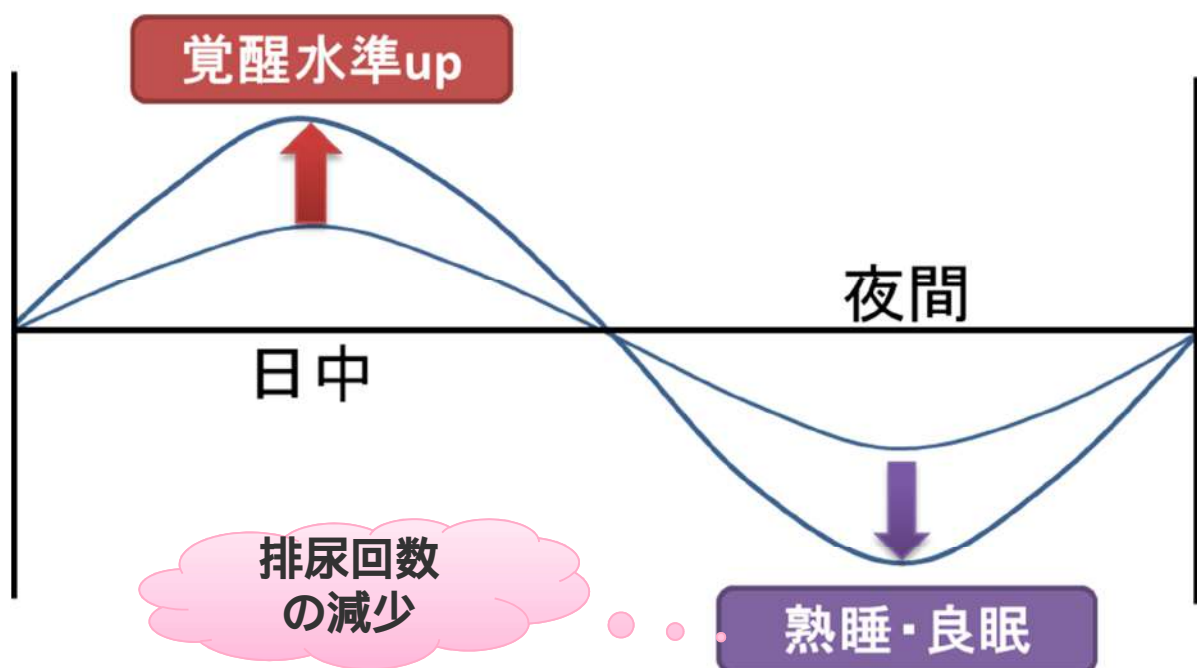 覚醒水準up
夜間
日中
排尿回数
の減少
熟睡・良眠